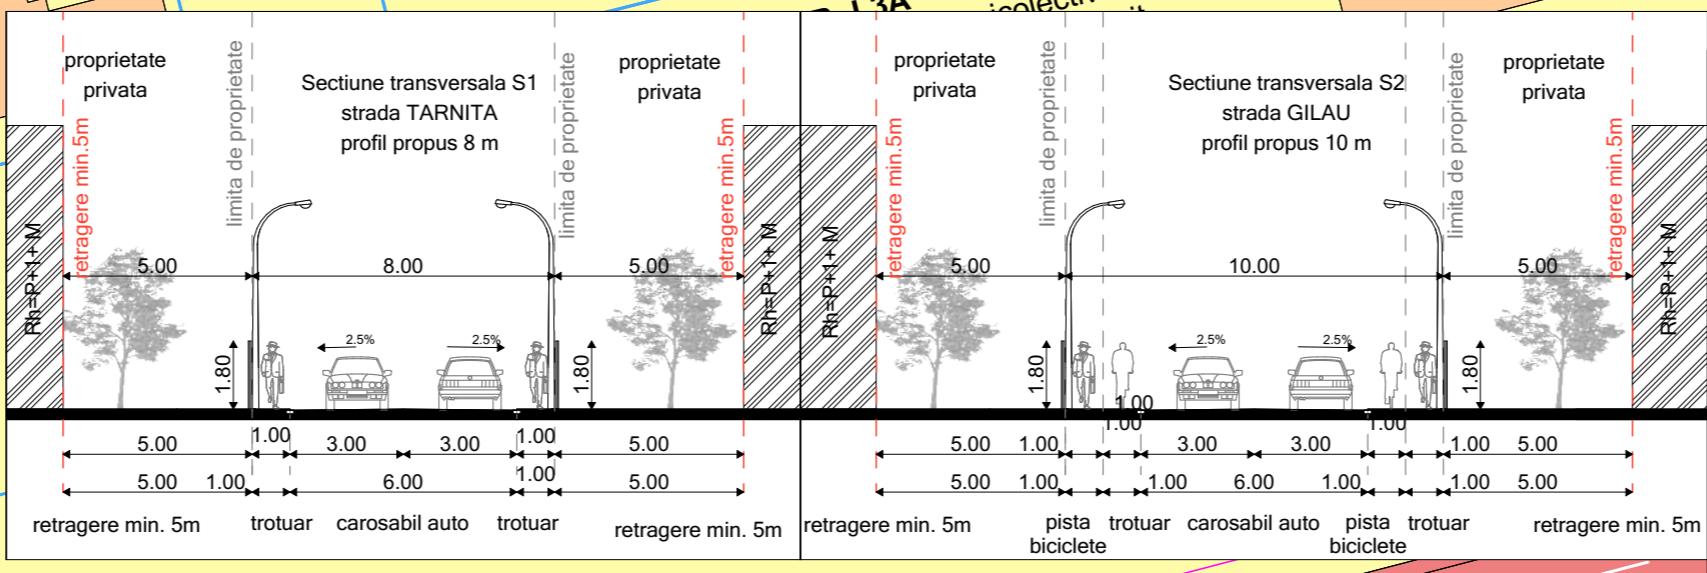 L3A
proprietate
privata
Sectiune transversala S1
strada TARNITA
profil propus 8 m
proprietate
privata
limita de proprietate
limita de proprietate
retragere min.5m
retragere min.5m
Rh=P+1+M
Rh=P+1+M
5.00 8.00 5.00
2.5% 2.5%
1.80 1.80
5.00 1.00 3.00 3.00 1.00 5.00
5.00 1.00 6.00 1.00 5.00
retragere min. 5m trotuar carosabil auto trotuar retragere min. 5m
proprietate
privata
Sectiune transversala S2
strada GILAU
profil propus 10 m
proprietate
privata
limita de proprietate
limita de proprietate
retragere min.5m
retragere min.5m
Rh=P+1+M
Rh=P+1+M
5.00 10.00 5.00
2.5% 2.5%
1.80 1.80
1.00
1.00 1.00
5.00 1.00 3.00 3.00 1.00 5.00
5.00 1.00 1.00 6.00 1.00 1.00 5.00
retragere min. 5m pista biciclete trotuar carosabil auto pista biciclete trotuar retragere min. 5m